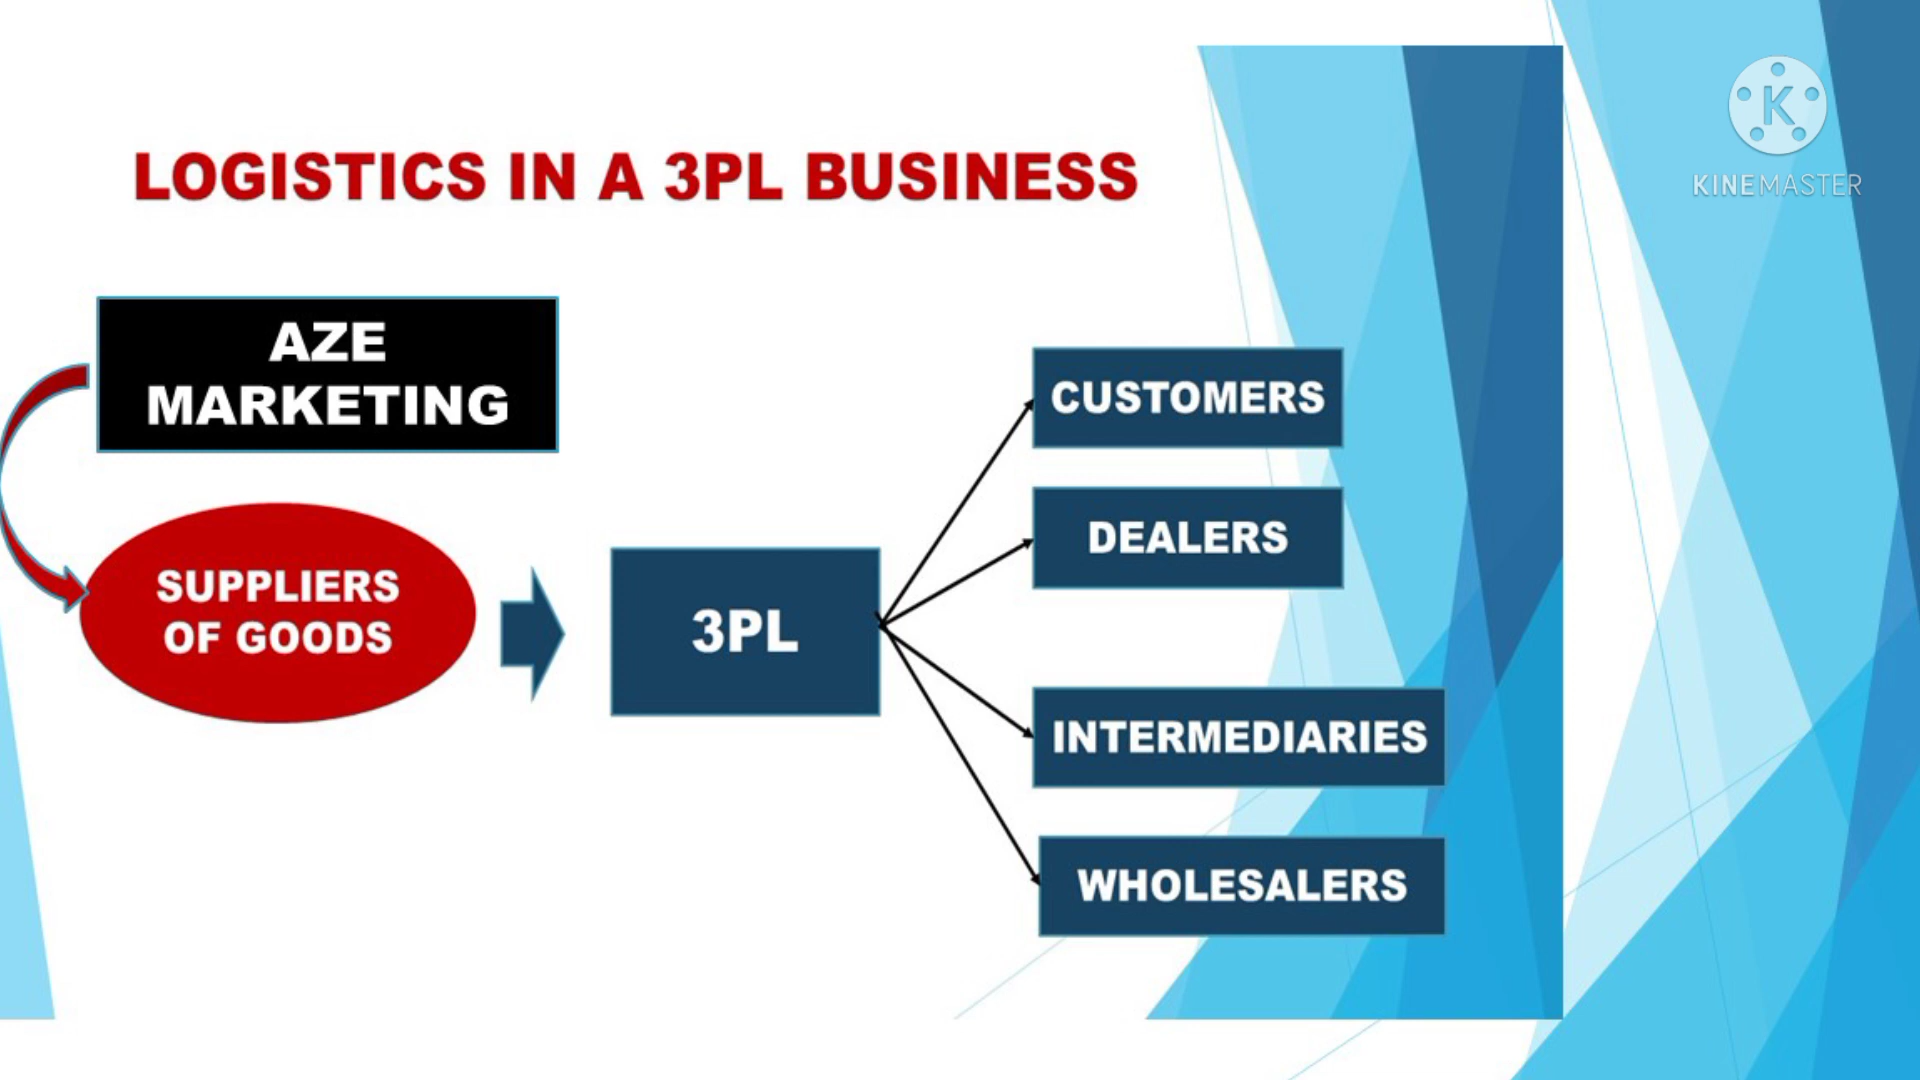 LOGISTICS IN A 3PL BUSINESS
K
KINEMASTER
AZE
MARKETING
SUPPLIERS
OF GOODS
3PL
CUSTOMERS
DEALERS
INTERMEDIARIES
WHOLESALERS